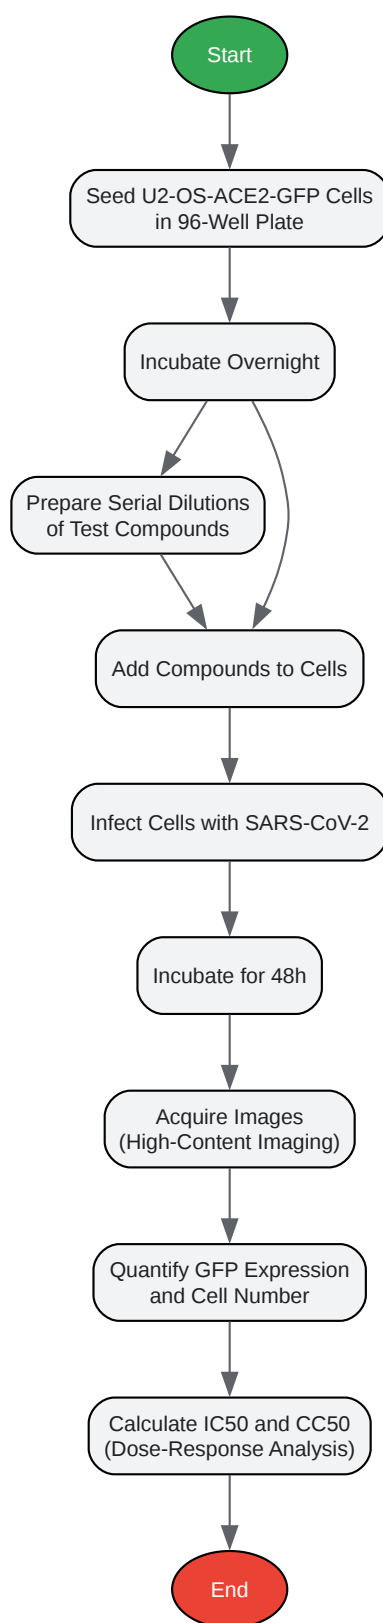 Start
Seed U2-OS-ACE2-GFP Cells
in 96-Well Plate
Incubate Overnight
Prepare Serial Dilutions
of Test Compounds
Add Compounds to Cells
Infect Cells with SARS-CoV-2
Incubate for 48h
Acquire Images
(High-Content Imaging)
Quantify GFP Expression
and Cell Number
Calculate IC50 and CC50
(Dose-Response Analysis)
End